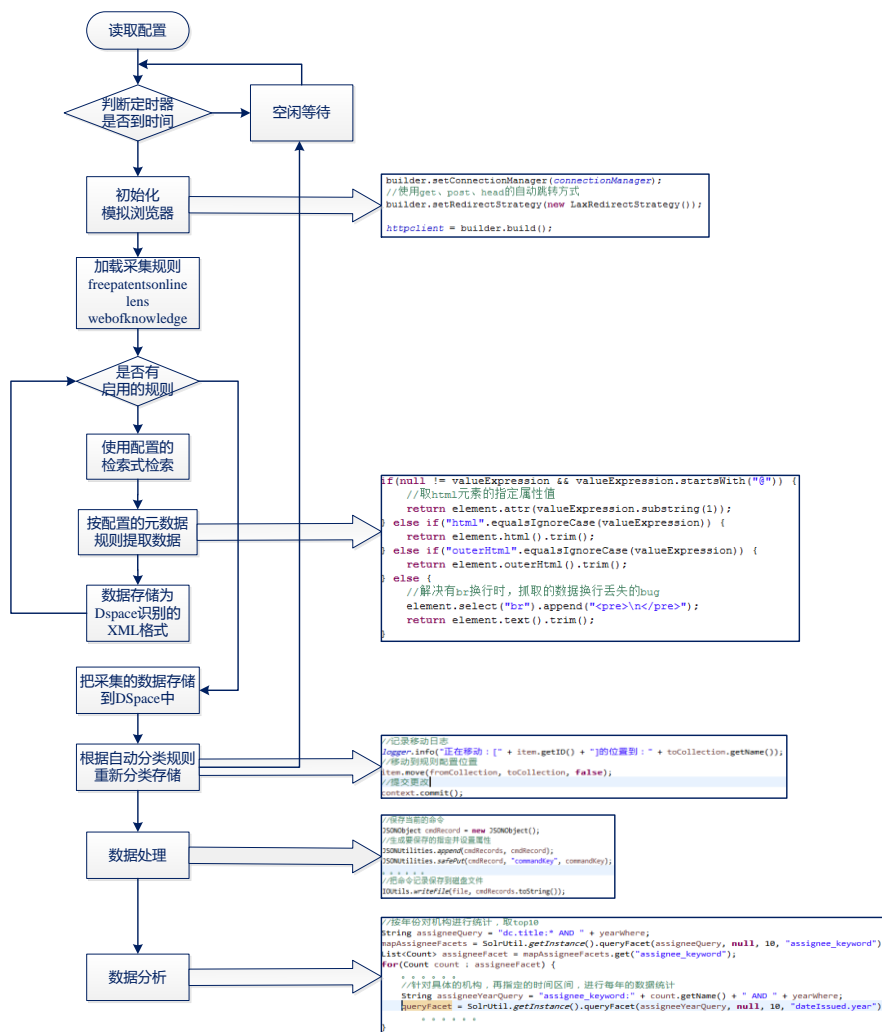 读取配置
判断定时器
是否到时间
空闲等待
初始化
模拟浏览器
builder.setConnectionManager(connectionManager);
//使用get、post、head的自动跳转方式
builder.setRedirectStrategy(new LaxRedirectStrategy());
httpclient = builder.build();
加载采集规则
freepatentsonline
lens
webofknowledge
是否有
启用的规则
使用配置的
检索式检索
按配置的元数据
规则提取数据
if(null != valueExpression && valueExpression.startsWith("@")) {
//取html元素的指定属性值
return element.attr(valueExpression.substring(1));
} else if("html".equalsIgnoreCase(valueExpression)) {
return element.html().trim();
} else if("outerHtml".equalsIgnoreCase(valueExpression)) {
return element.outerHtml().trim();
} else {
//解决有br换行时，抓取的数据换行丢失的bug
element.select("br").append("<pre>\n</pre>");
return element.text().trim();
}
数据存储为
Dspace识别的
XML格式
把采集的数据存储
到DSpace中
根据自动分类规则
重新分类存储
//记录移动日志
logger.info("正在移动：[" + item.getID() + "]的位置到：" + toCollection.getName());
//移动到规则配置位置
item.move(fromCollection, toCollection, false);
//提交更改
context.commit();
数据处理
//保存当前的命令
JSONObject cmdRecord = new JSONObject();
//生成要保存的指定并设置属性
JSONUtilities.append(cmdRecords, cmdRecord);
JSONUtilities.safePut(cmdRecord, "commandKey", commandKey);
。。。。。。
//把命令记录保存到磁盘文件
IOUtils.writeFile(file, cmdRecords.toString());
数据分析
//按年份对机构进行统计，取top10
String assigneeQuery = "dc.title:* AND " + yearWhere;
mapAssigneeFacets = SolrUtil.getInstance().queryFacet(assigneeQuery, null, 10, "assignee_keyword")
List<Count> assigneeFacet = mapAssigneeFacets.get("assignee_keyword");
for(Count count : assigneeFacet) {
。。。。。。
//针对具体的机构，再指定的时间区间，进行每年的数据统计
String assigneeYearQuery = "assignee_keyword:" + count.getName() + " AND " + yearWhere;
queryFacet = SolrUtil.getInstance().queryFacet(assigneeYearQuery, null, 10, "dateIssued.year")
。。。。。。
}